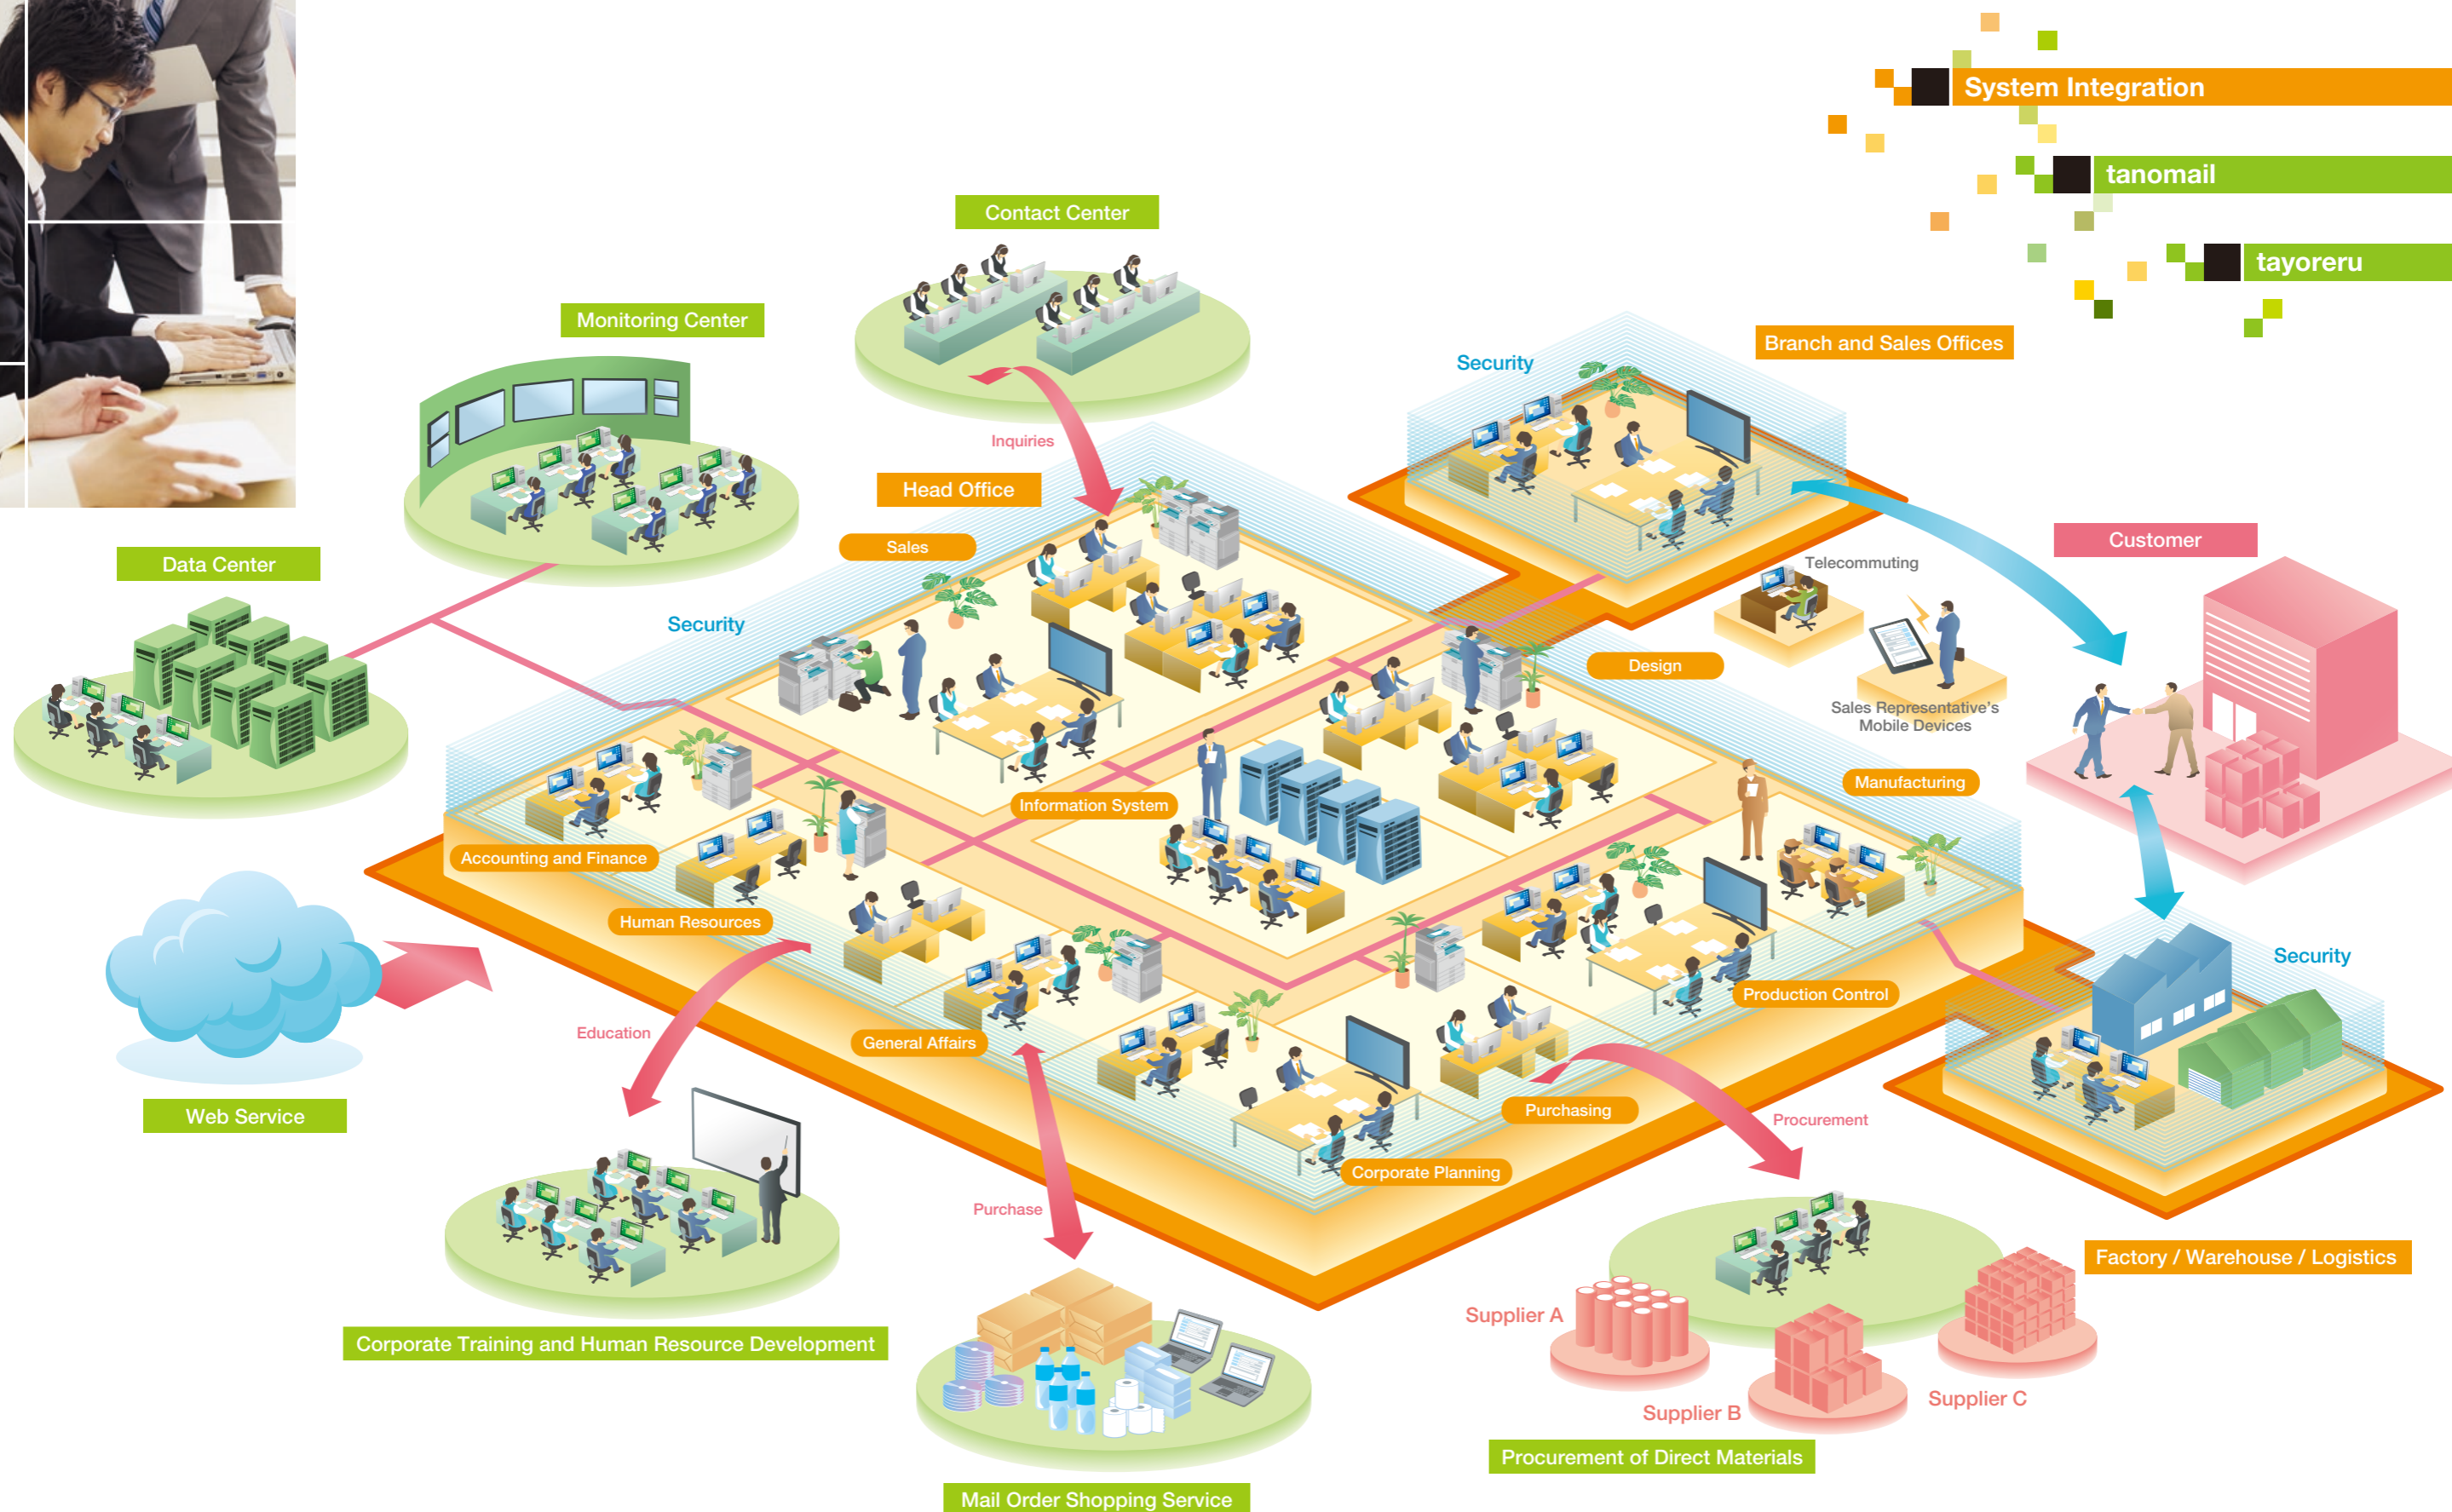 System Integration
tanomail
tayoreru
Contact Center
Monitoring Center
Security
Branch and Sales Offices
Inquiries
Head Office
Sales
Customer
Data Center
Telecommuting
Security
Design
Sales Representative's
Mobile Devices
Manufacturing
Information System
Accounting and Finance
Human Resources
Security
Production Control
Education
General Affairs
Web Service
Purchasing
Procurement
Corporate Planning
Purchase
Factory / Warehouse / Logistics
Supplier A
Corporate Training and Human Resource Development
Supplier C
Supplier B
Procurement of Direct Materials
Mail Order Shopping Service